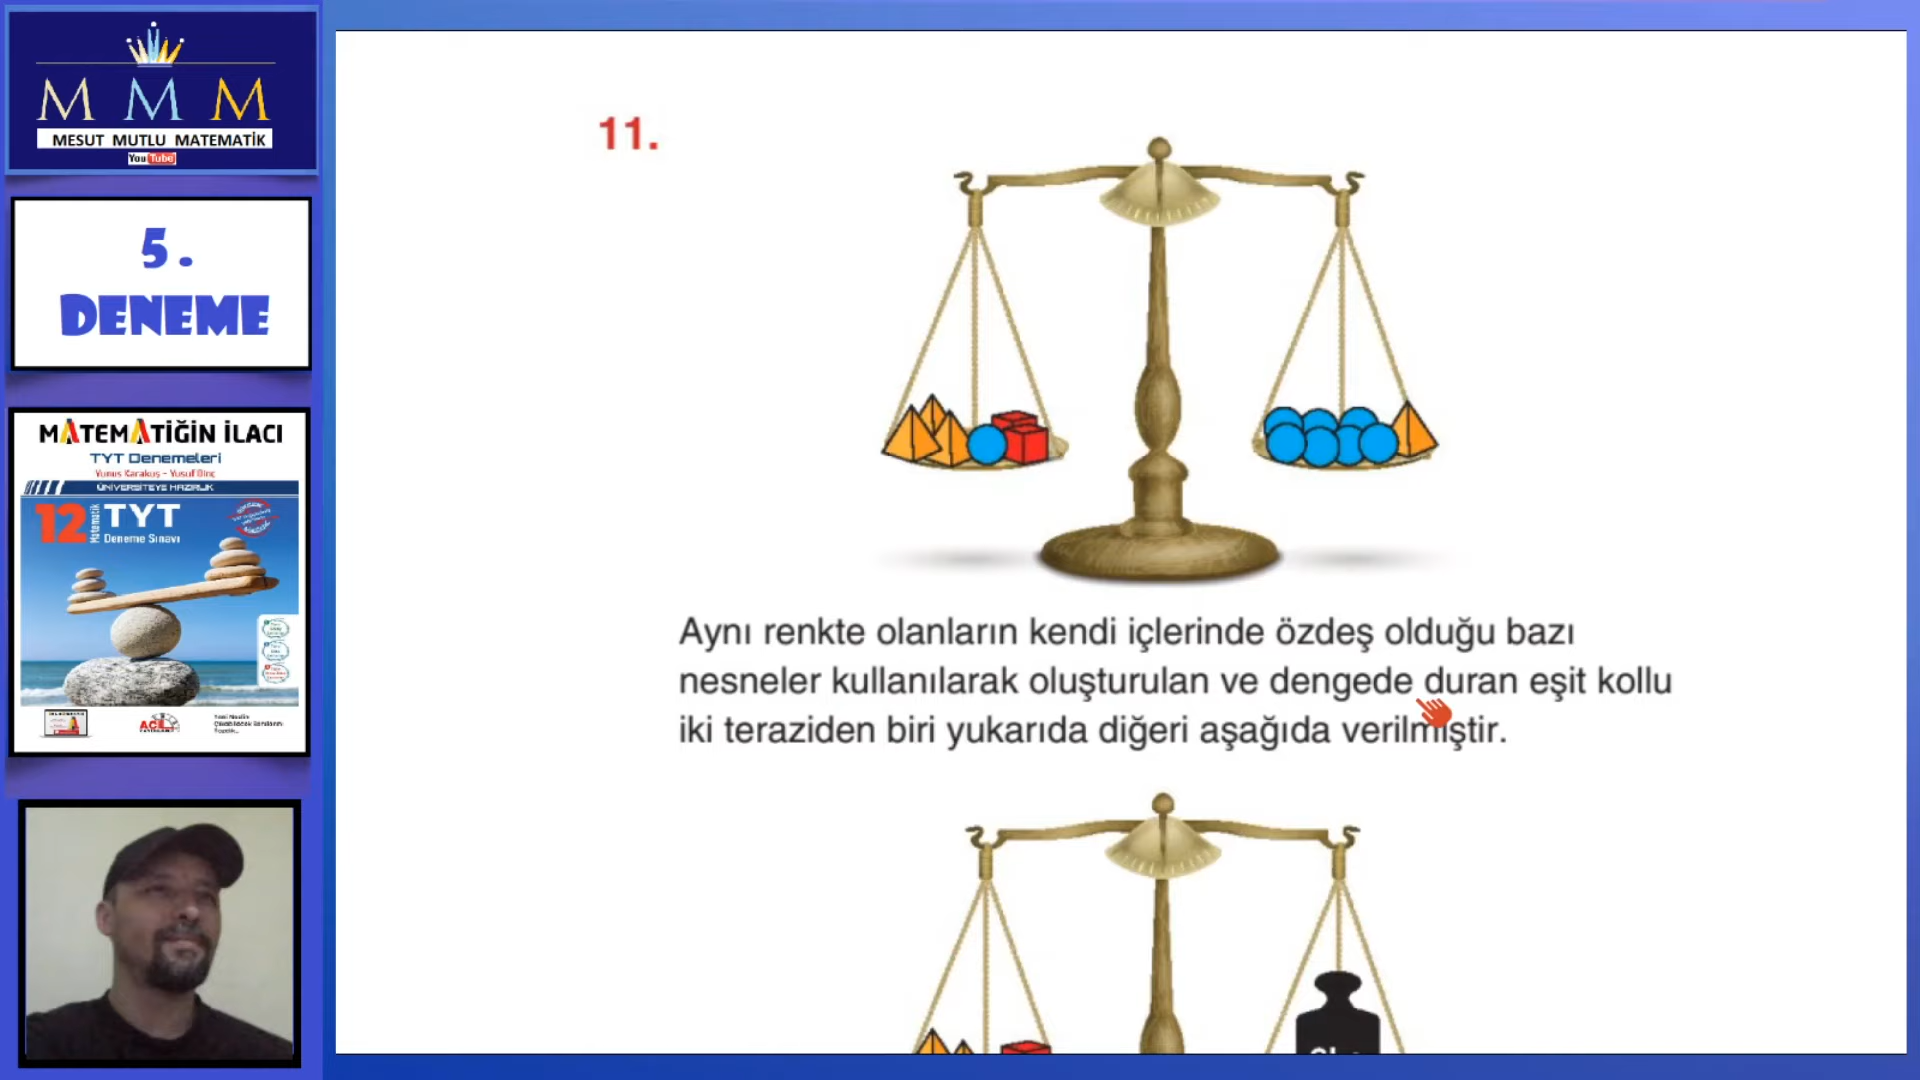 M M M
MESUT MUTLU MATEMATİK
YouTube
5.
DENEME
MATEMATİĞİN İLACI
TYT Denemeleri
Yunus Karakuş - Yusuf Dinç
ÜNİVERSİTEYE HAZIRLIK
12 Matematik TYT
Deneme Sınavı
11.
Aynı renkte olanların kendi içlerinde özdeş olduğu bazı
nesneler kullanılarak oluşturulan ve dengede duran eşit kollu
iki teraziden biri yukarıda diğeri aşağıda verilmiştir.